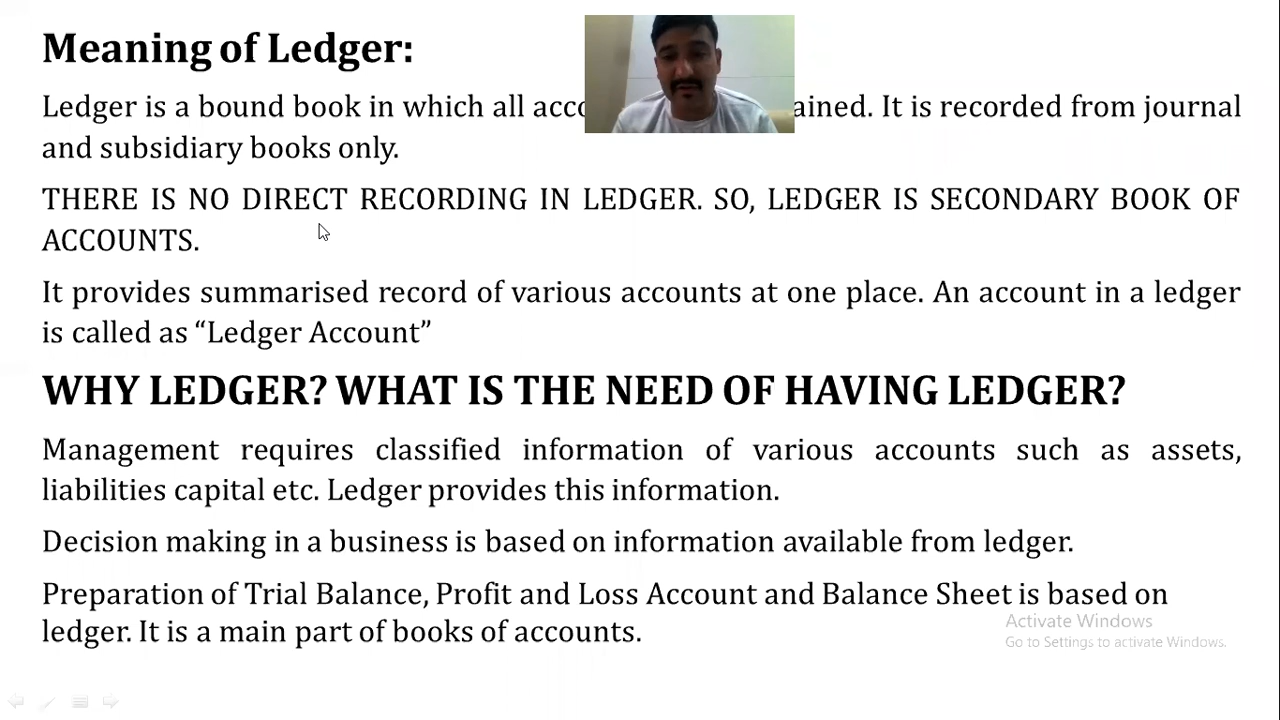 Meaning of Ledger:
Ledger is a bound book in which all acco ained. It is recorded from journal
and subsidiary books only.
THERE IS NO DIRECT RECORDING IN LEDGER. SO, LEDGER IS SECONDARY BOOK OF
ACCOUNTS.
It provides summarised record of various accounts at one place. An account in a ledger
is called as “Ledger Account”
WHY LEDGER? WHAT IS THE NEED OF HAVING LEDGER?
Management requires classified information of various accounts such as assets,
liabilities capital etc. Ledger provides this information.
Decision making in a business is based on information available from ledger.
Preparation of Trial Balance, Profit and Loss Account and Balance Sheet is based on
ledger. It is a main part of books of accounts.
Activate Windows
Go to Settings to activate Windows.